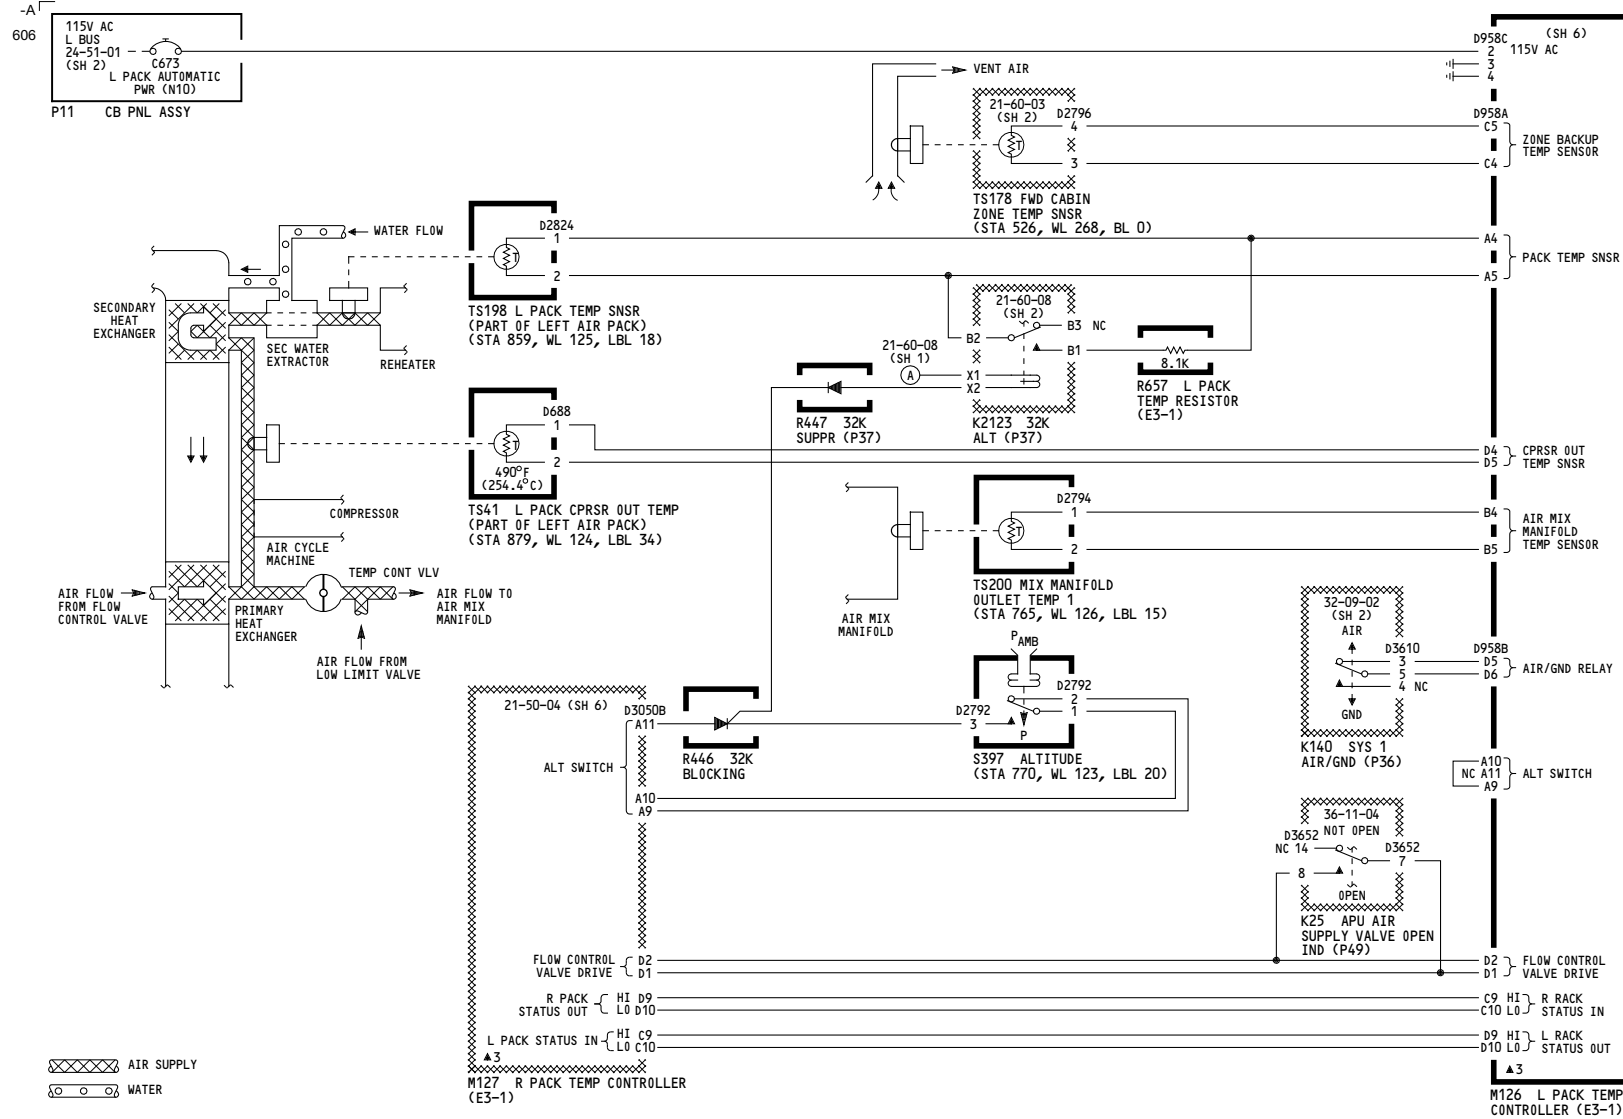 -A
606
115V AC
L BUS
24-51-01
(SH 2)
C673
L PACK AUTOMATIC
PWR (N10)
P11 CB PNL ASSY
(SH 6)
D958C
2 115V AC
3
4
VENT AIR
21-60-03
(SH 2)
D2796
4
T
3
TS178 FWD CABIN
ZONE TEMP SNSR
(STA 526, WL 268, BL 0)
D958A
C5
C4
ZONE BACKUP
TEMP SENSOR
WATER FLOW
D2824
1
T
2
TS198 L PACK TEMP SNSR
(PART OF LEFT AIR PACK)
(STA 859, WL 125, LBL 18)
A4
A5
PACK TEMP SNSR
SECONDARY
HEAT
EXCHANGER
SEC WATER
EXTRACTOR
REHEATER
21-60-08
(SH 2)
B3 NC
B2
B1
21-60-08
(SH 1)
A
X1
X2
K2123 32K
ALT (P37)
8.1K
R657 L PACK
TEMP RESISTOR
(E3-1)
R447 32K
SUPPR (P37)
D688
1
T
2
490°F
(254.4°C)
TS41 L PACK CPRSR OUT TEMP
(PART OF LEFT AIR PACK)
(STA 879, WL 124, LBL 34)
D4
D5
CPRSR OUT
TEMP SNSR
COMPRESSOR
AIR CYCLE
MACHINE
D2794
1
T
2
TS200 MIX MANIFOLD
OUTLET TEMP 1
(STA 765, WL 126, LBL 15)
B4
B5
AIR MIX
MANIFOLD
TEMP SENSOR
AIR MIX
MANIFOLD
TEMP CONT VLV
AIR FLOW
FROM FLOW
CONTROL VALVE
PRIMARY
HEAT
EXCHANGER
AIR FLOW TO
AIR MIX
MANIFOLD
AIR FLOW FROM
LOW LIMIT VALVE
32-09-02
(SH 2)
AIR
D3610
3
5
4 NC
GND
K140 SYS 1
AIR/GND (P36)
D958B
D5
D6
AIR/GND RELAY
PAMB
D2792
2
1
D2792
3
P
S397 ALTITUDE
(STA 770, WL 123, LBL 20)
21-50-04 (SH 6)
D3050B
A11
ALT SWITCH
A10
A9
R446 32K
BLOCKING
A10
NC A11
A9
ALT SWITCH
36-11-04
NOT OPEN
D3652
NC 14
D3652
7
8
OPEN
K25 APU AIR
SUPPLY VALVE OPEN
IND (P49)
FLOW CONTROL
VALVE DRIVE
D2
D1
D2
D1
FLOW CONTROL
VALVE DRIVE
R PACK
STATUS OUT
HI D9
LO D10
C9 HI
C10 LO
R RACK
STATUS IN
L PACK STATUS IN
HI C9
LO C10
D9 HI
D10 LO
L RACK
STATUS OUT
3
3
M127 R PACK TEMP CONTROLLER
(E3-1)
M126 L PACK TEMP
CONTROLLER (E3-1)
AIR SUPPLY
WATER